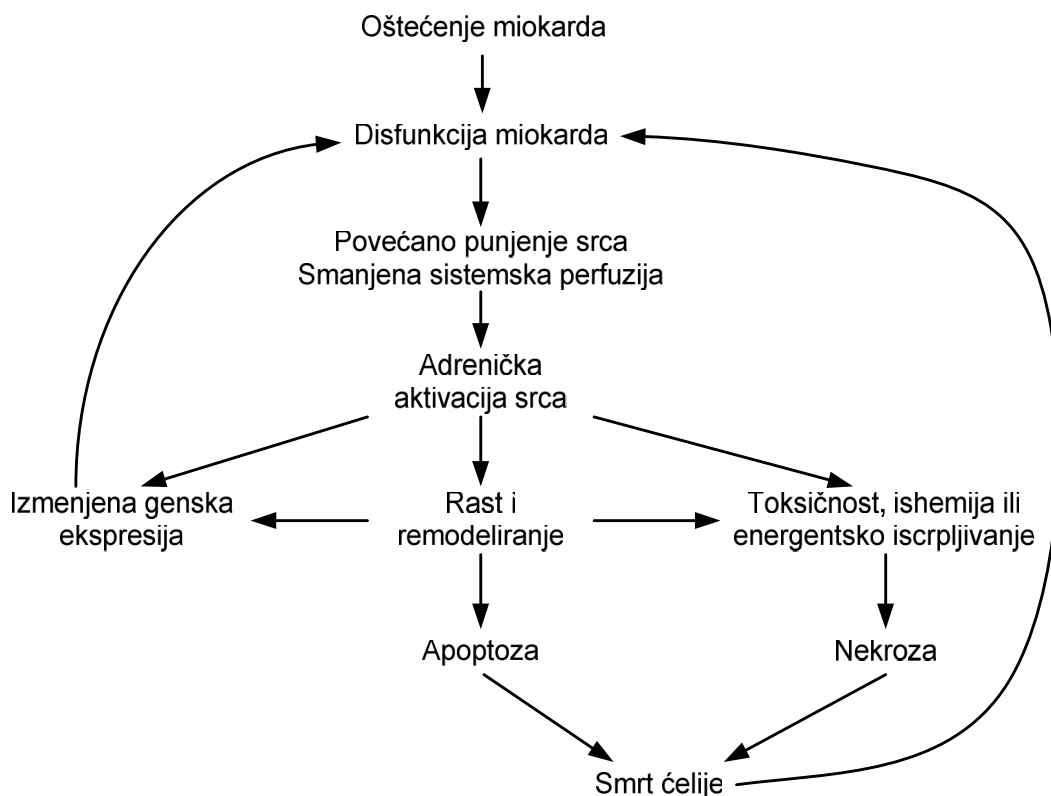 Oštećenje miokarda
Disfunkcija miokarda
Povećano punjenje srca
Smanjena sistemska perfuzija
Adrenička
aktivacija srca
Izmenjena genska
ekspresija
Rast i
remodeliranje
Toksičnost, ishemija ili
energentsko iscrpljivanje
Apoptoza
Nekroza
Smrt ćelije